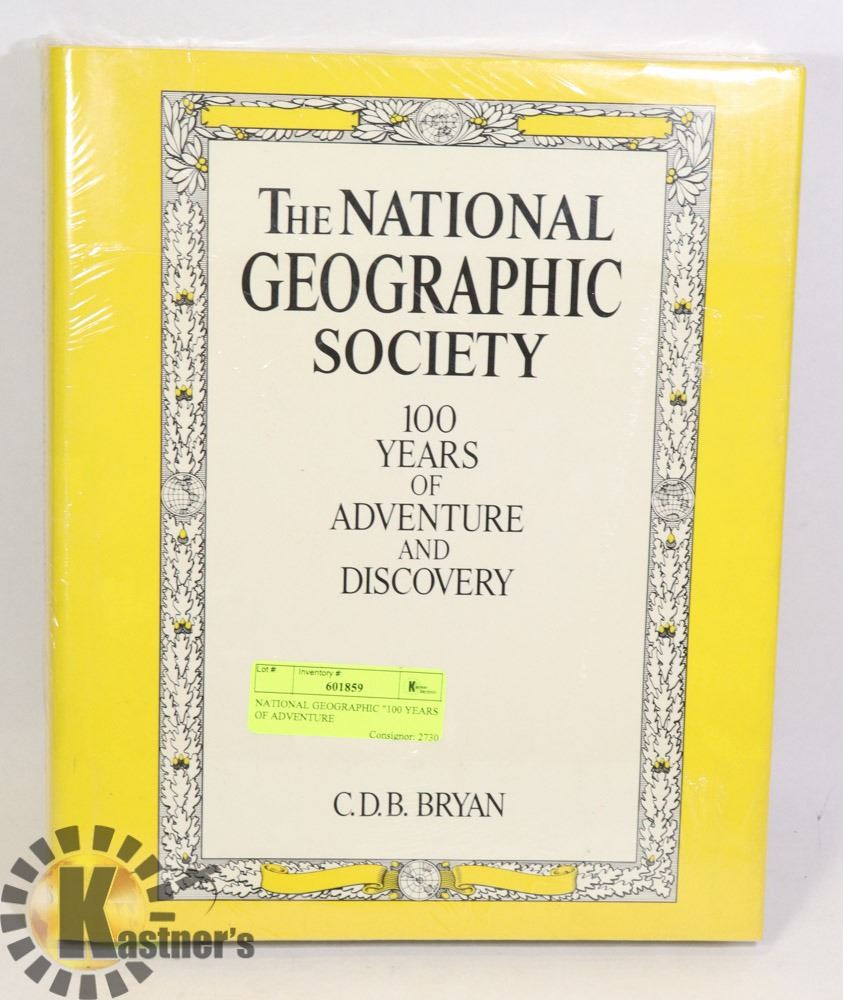 THE NATIONAL
GEOGRAPHIC
SOCIETY
100
YEARS
OF
ADVENTURE
AND
DISCOVERY
Lot #:
Inventory #:
601859
NATIONAL GEOGRAPHIC "100 YEARS
OF ADVENTURE
Consignor: 2730
C.D.B. BRYAN
Kastner's